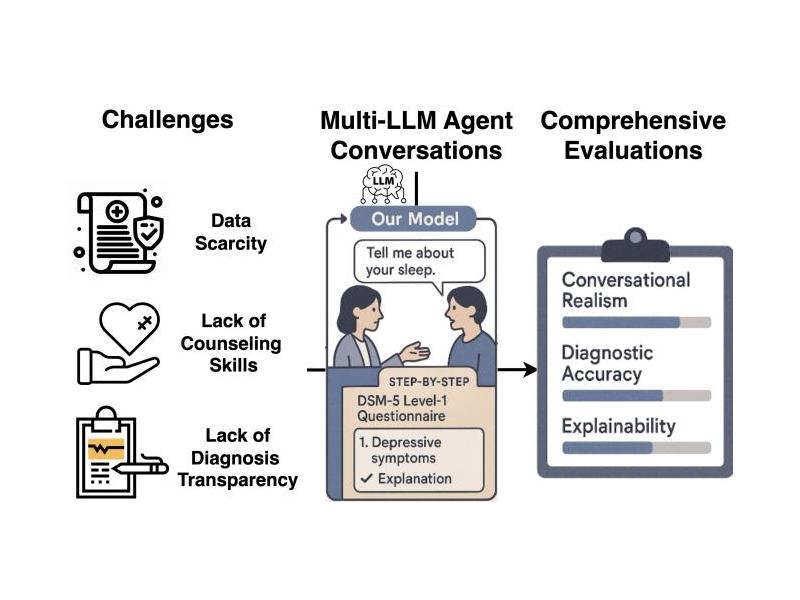 Challenges
Data
Scarcity
Lack of
Counseling
Skills
Lack of
Diagnosis
Transparency
Multi-LLM Agent
Conversations
LLM
Our Model
Tell me about
your sleep.
STEP-BY-STEP
DSM-5 Level-1
Questionnaire
1. Depressive
symptoms
✓ Explanation
Comprehensive
Evaluations
Conversational
Realism
Diagnostic
Accuracy
Explainability